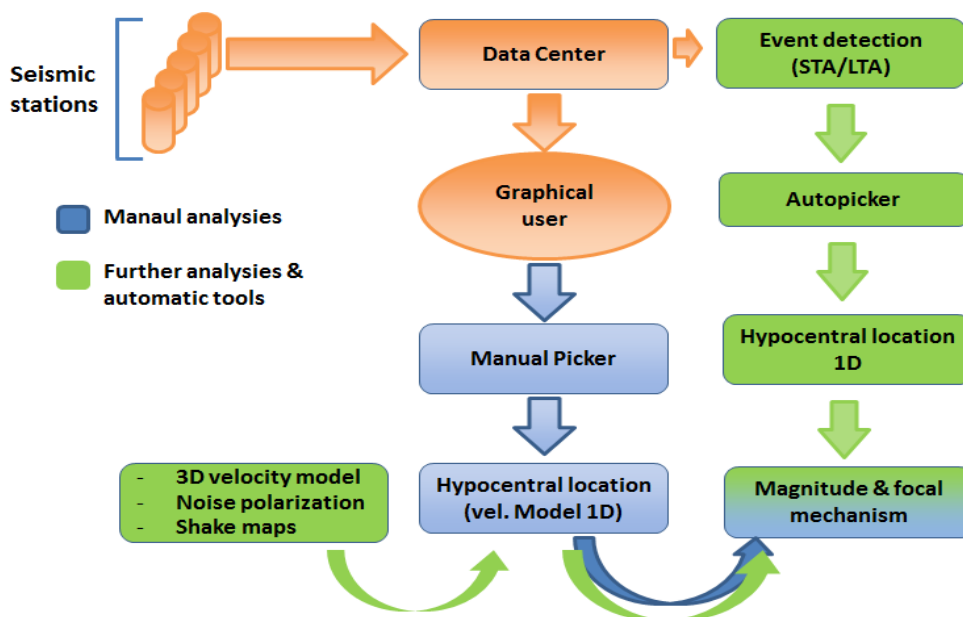 Seismic
stations
Data Center
Event detection
(STA/LTA)
Graphical
user
Autopicker
Manaul analyses
Further analyses &
automatic tools
Manual Picker
Hypocentral location
1D
- 3D velocity model
- Noise polarization
- Shake maps
Hypocentral location
(vel. Model 1D)
Magnitude & focal
mechanism